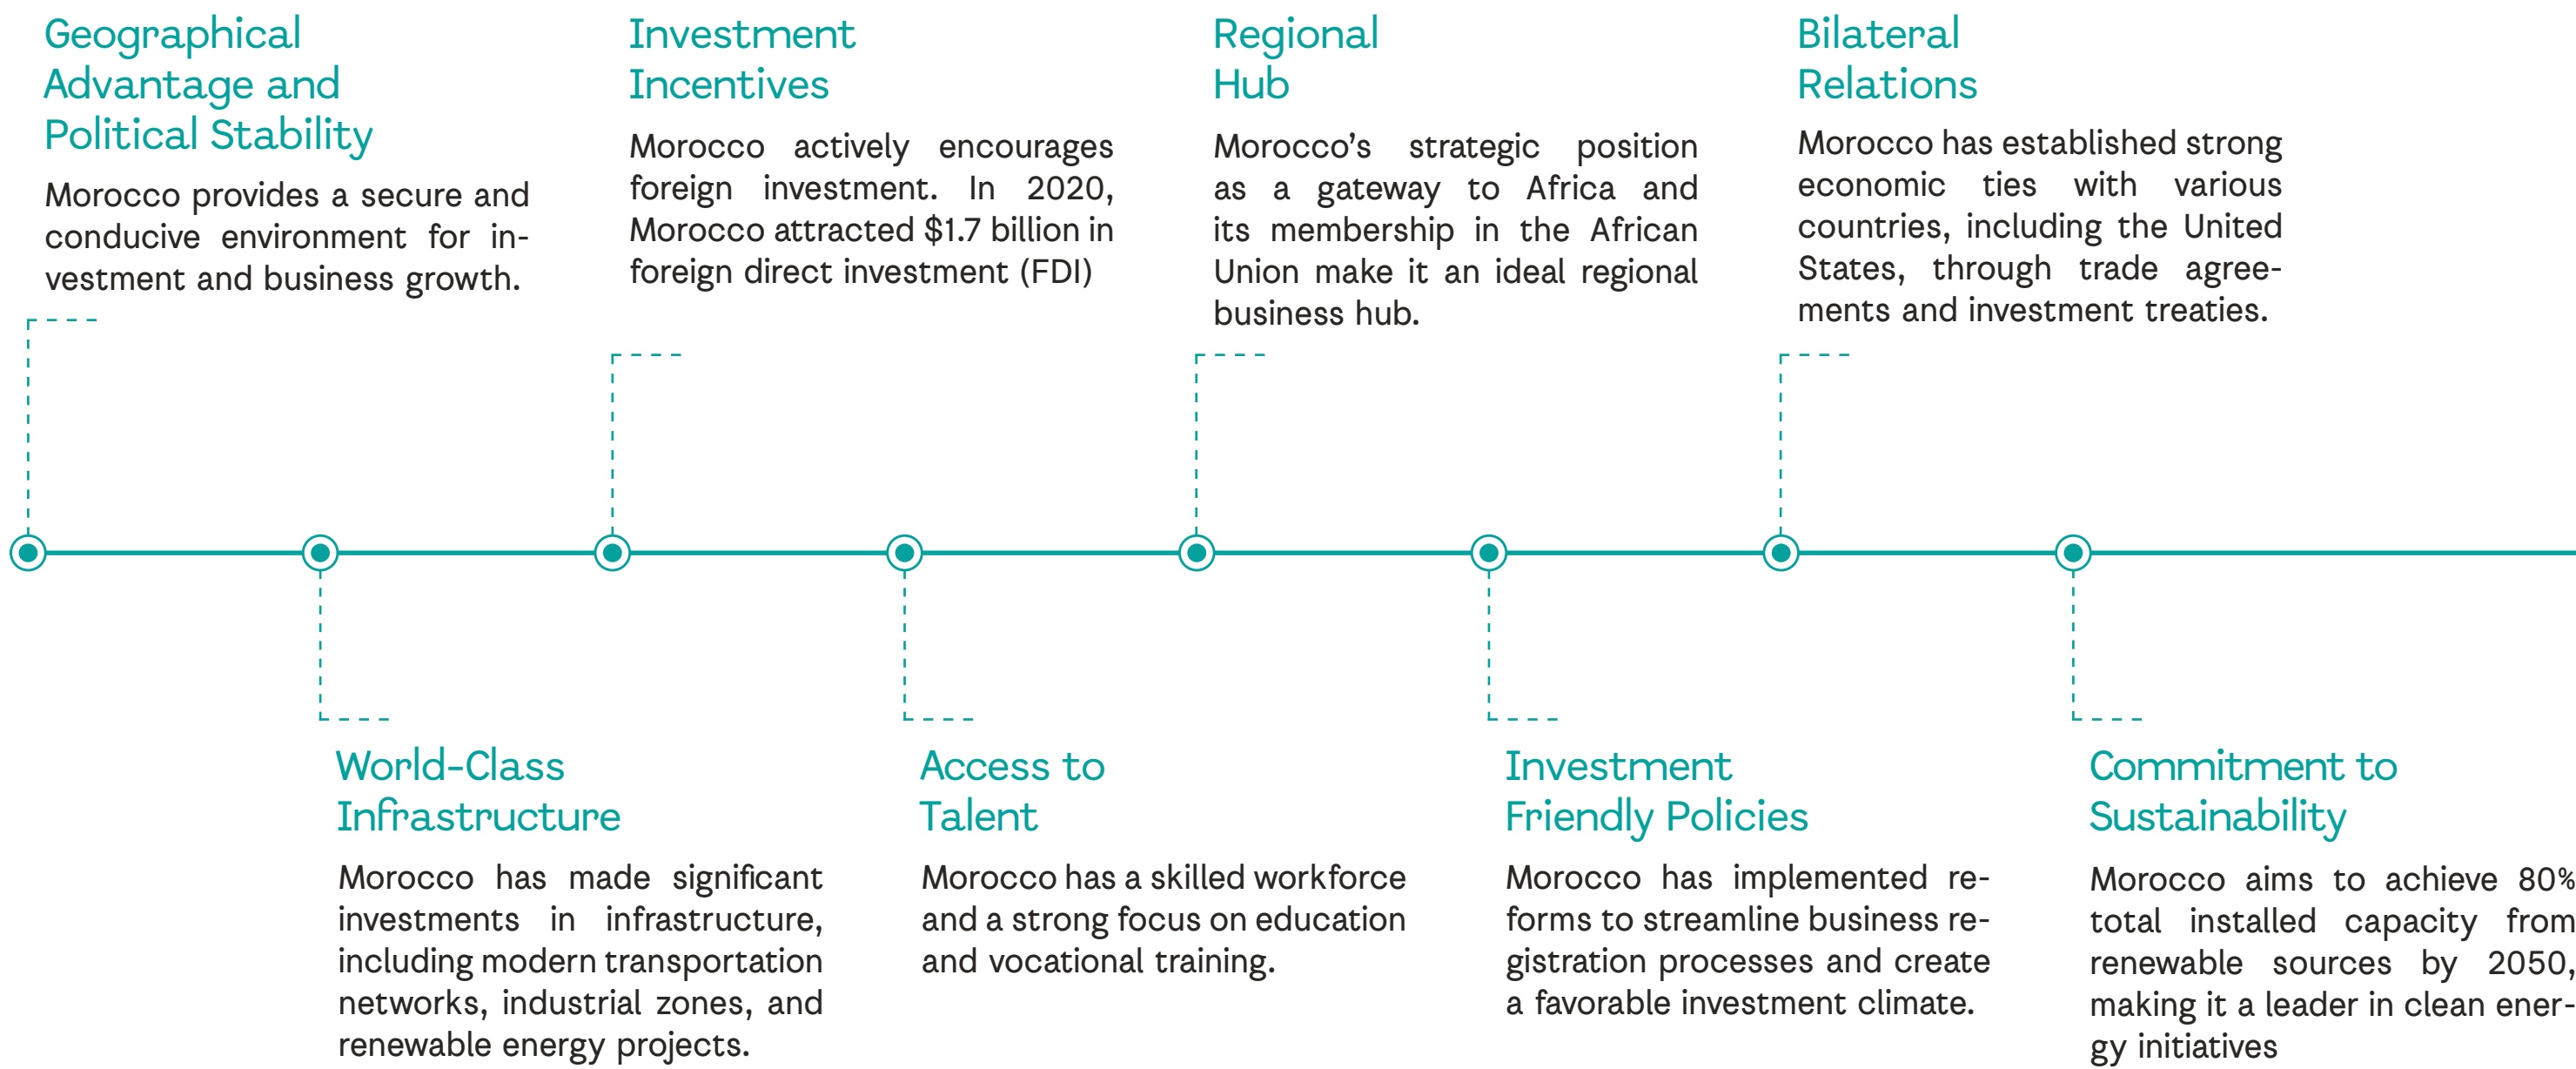 Geographical
Advantage and
Political Stability
Morocco provides a secure and
conducive environment for in-
vestment and business growth.
Investment
Incentives
Morocco actively encourages
foreign investment. In 2020,
Morocco attracted $1.7 billion in
foreign direct investment (FDI)
Regional
Hub
Morocco’s strategic position
as a gateway to Africa and
its membership in the African
Union make it an ideal regional
business hub.
Bilateral
Relations
Morocco has established strong
economic ties with various
countries, including the United
States, through trade agree-
ments and investment treaties.
World-Class
Infrastructure
Morocco has made significant
investments in infrastructure,
including modern transportation
networks, industrial zones, and
renewable energy projects.
Access to
Talent
Morocco has a skilled workforce
and a strong focus on education
and vocational training.
Investment
Friendly Policies
Morocco has implemented re-
forms to streamline business re-
gistration processes and create
a favorable investment climate.
Commitment to
Sustainability
Morocco aims to achieve 80%
total installed capacity from
renewable sources by 2050,
making it a leader in clean ener-
gy initiatives